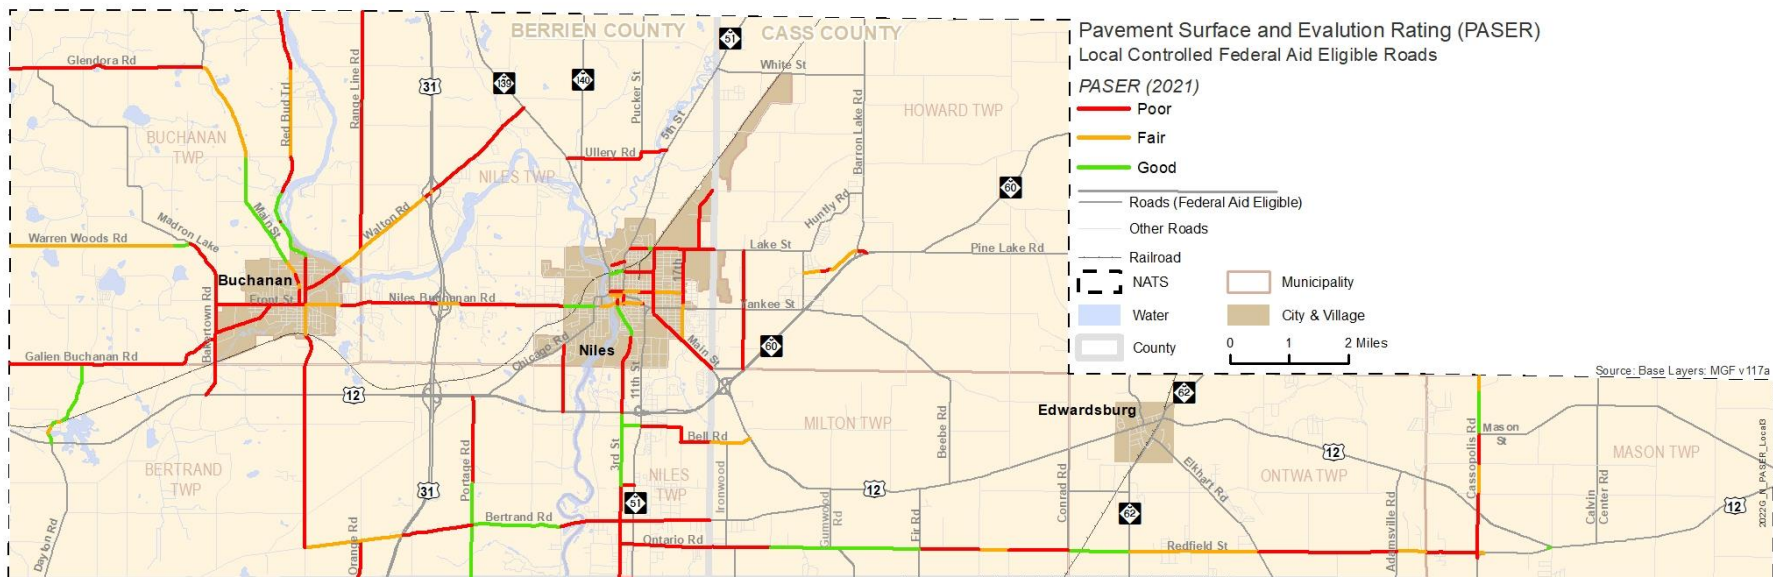 BERRIEN COUNTY
CASS COUNTY
Pavement Surface and Evalution Rating (PASER)
Local Controlled Federal Aid Eligible Roads
PASER (2021)
Poor
Fair
Good
Roads (Federal Aid Eligible)
Other Roads
Railroad
NATS
Municipality
Water
City & Village
County
0 1 2 Miles
Source: Base Layers: MGF v117a
2022G_N_PASER_Local3
Glendora Rd
Red Bud Trl
Range Line Rd
31
139
140
Pucker St
51
5th St
White St
Barron Lake Rd
HOWARD TWP
BUCHANAN
TWP
Ullery Rd
NILES TWP
60
Madron Lake
Main St
Walton Rd
Huntly Rd
Warren Woods Rd
Lake St
Pine Lake Rd
Buchanan
17th
Front St
Niles Buchanan Rd
Yankee St
Bakertown Rd
Galien Buchanan Rd
Chicago Rd
Niles
Main St
60
12
11th St
62
Edwardsburg
MILTON TWP
Beebe Rd
Bell Rd
3rd St
Portage Rd
BERTRAND
TWP
NILES
TWP
Ironwood
12
31
51
Conrad Rd
Elkhart Rd
12
ONTWA TWP
Cassopolis Rd
Mason
St
MASON TWP
Calvin
Center Rd
12
62
Adamsville Rd
Dayton Rd
Orange Rd
Bertrand Rd
Ontario Rd
Gumwood
Rd
Fir Rd
Redfield St